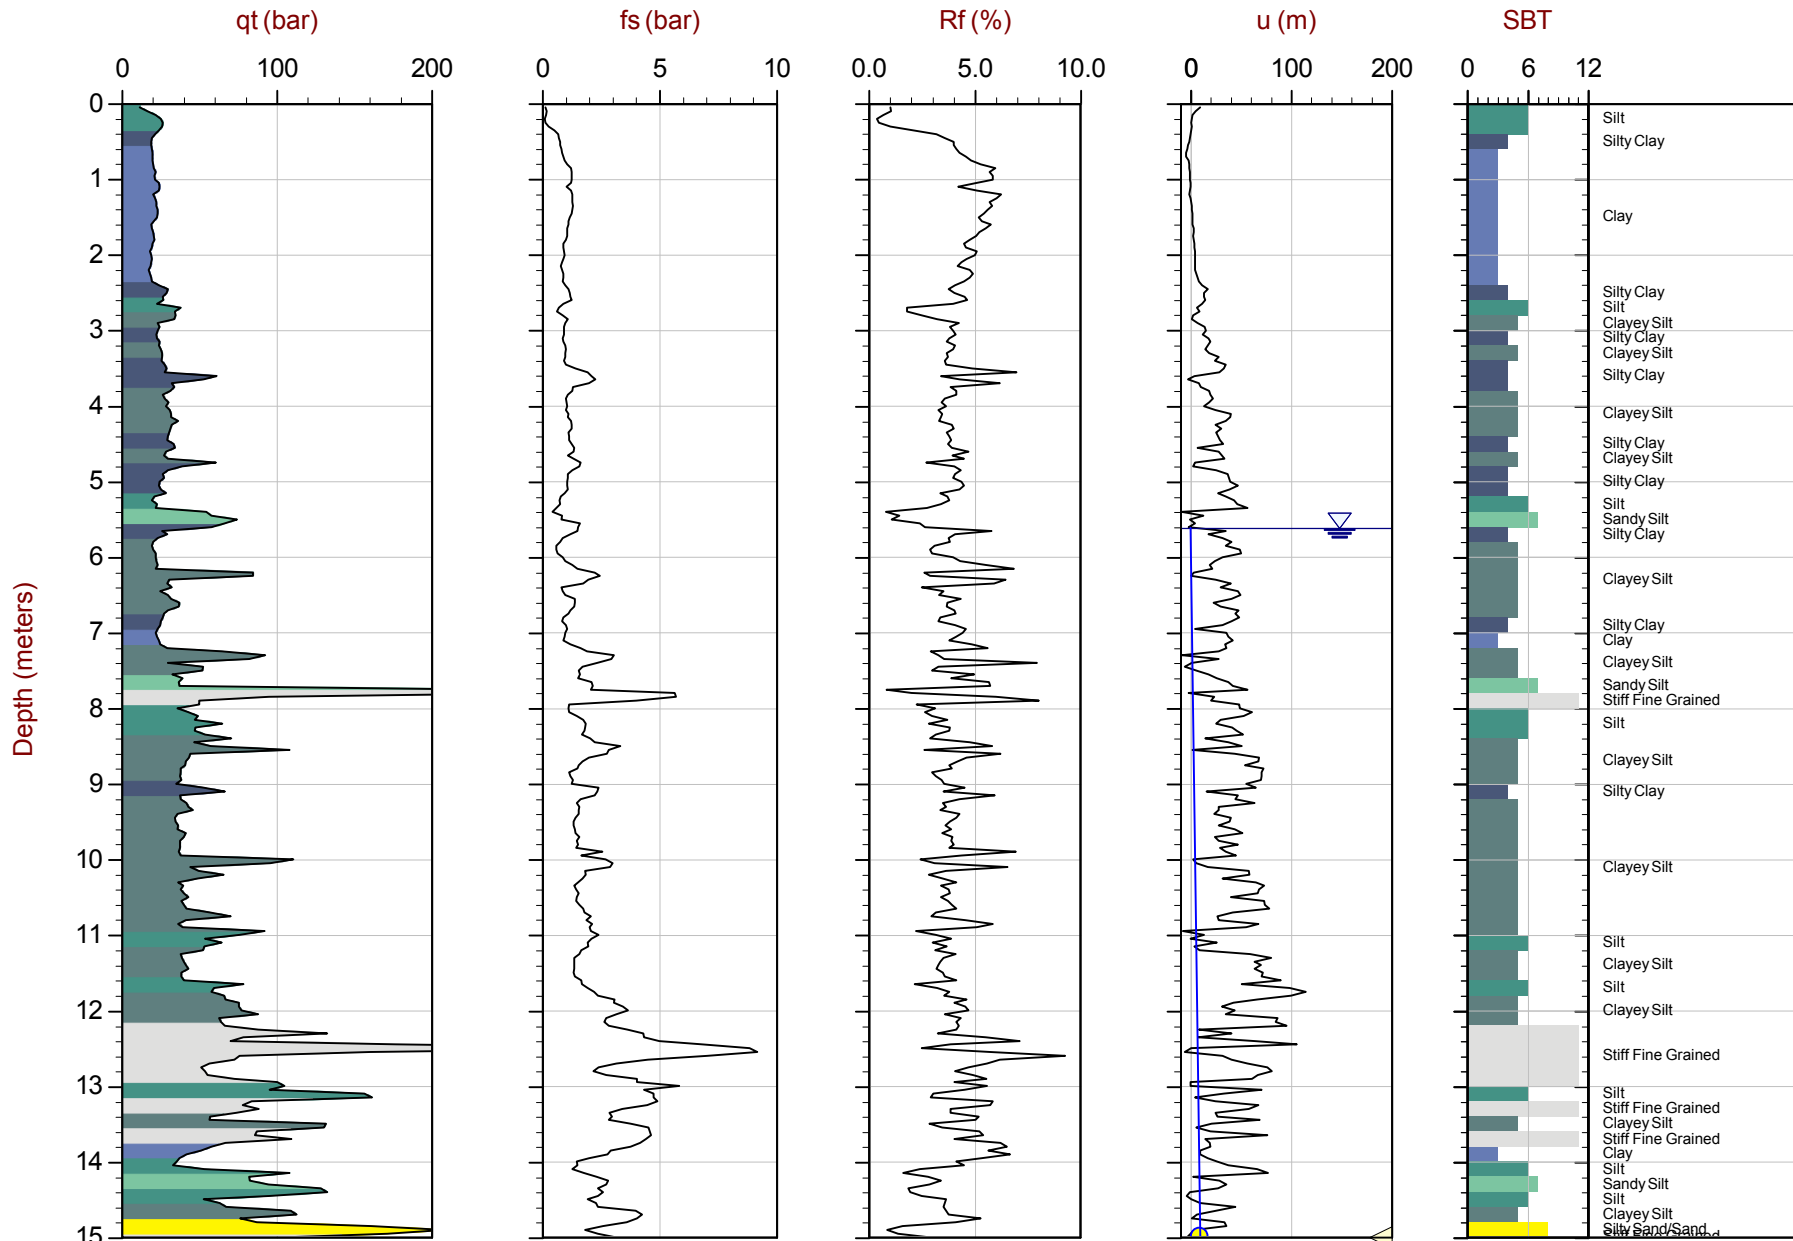 qt (bar) fs (bar) Rf (%) u (m) SBT
0 100 200 0 5 10 0.0 5.0 10.0 0 100 200 0 6 12
Depth (meters)
0
1
2
3
4
5
6
7
8
9
10
11
12
13
14
15
Silt
Silty Clay
Clay
Silty Clay
Silt
Clayey Silt
Silty Clay
Clayey Silt
Silty Clay
Clayey Silt
Silty Clay
Clayey Silt
Silty Clay
Silt
Sandy Silt
Silty Clay
Clayey Silt
Silty Clay
Clay
Clayey Silt
Sandy Silt
Stiff Fine Grained
Silt
Clayey Silt
Silty Clay
Clayey Silt
Silt
Clayey Silt
Silt
Clayey Silt
Stiff Fine Grained
Silt
Stiff Fine Grained
Clayey Silt
Stiff Fine Grained
Clay
Silt
Sandy Silt
Silt
Clayey Silt
Silty Sand/Sand